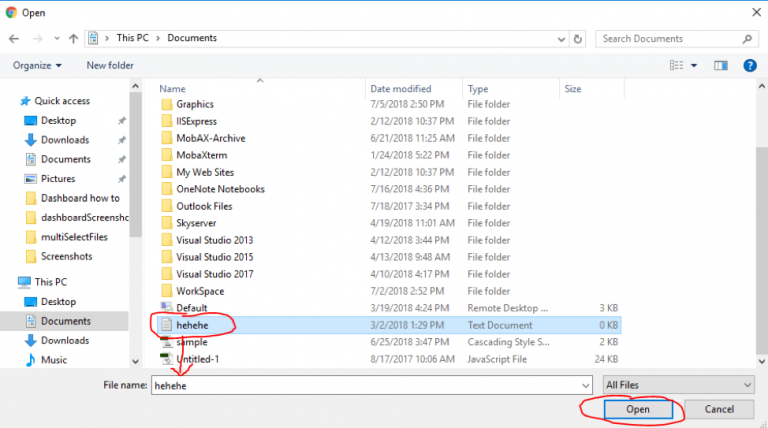 Open
This PC > Documents
Search Documents
Organize New folder
Name Date modified Type Size
Quick access
Desktop
Downloads
Documents
Pictures
Dashboard how to
dashboardScreensho
multiSelectFiles
Screenshots
This PC
Desktop
Documents
Downloads
Music
Graphics 7/5/2018 2:50 PM File folder
IISExpress 2/12/2018 10:37 PM File folder
MobAX-Archive 6/21/2018 11:25 AM File folder
MobaXterm 1/24/2018 5:22 PM File folder
My Web Sites 2/12/2018 10:37 PM File folder
OneNote Notebooks 7/16/2018 4:36 PM File folder
Outlook Files 7/18/2017 3:34 PM File folder
Skyserver 4/19/2018 11:01 AM File folder
Visual Studio 2013 4/12/2018 3:44 PM File folder
Visual Studio 2015 4/13/2018 9:48 AM File folder
Visual Studio 2017 4/10/2018 4:17 PM File folder
WorkSpace 7/2/2018 2:52 PM File folder
Default 3/19/2018 4:24 PM Remote Desktop ... 3 KB
hehehe 3/2/2018 1:29 PM Text Document 0 KB
sample 6/25/2018 3:47 PM Cascading Style S... 2 KB
Untitled-1 8/17/2017 10:06 AM JavaScript File 24 KB
File name: hehehe All Files
Open Cancel